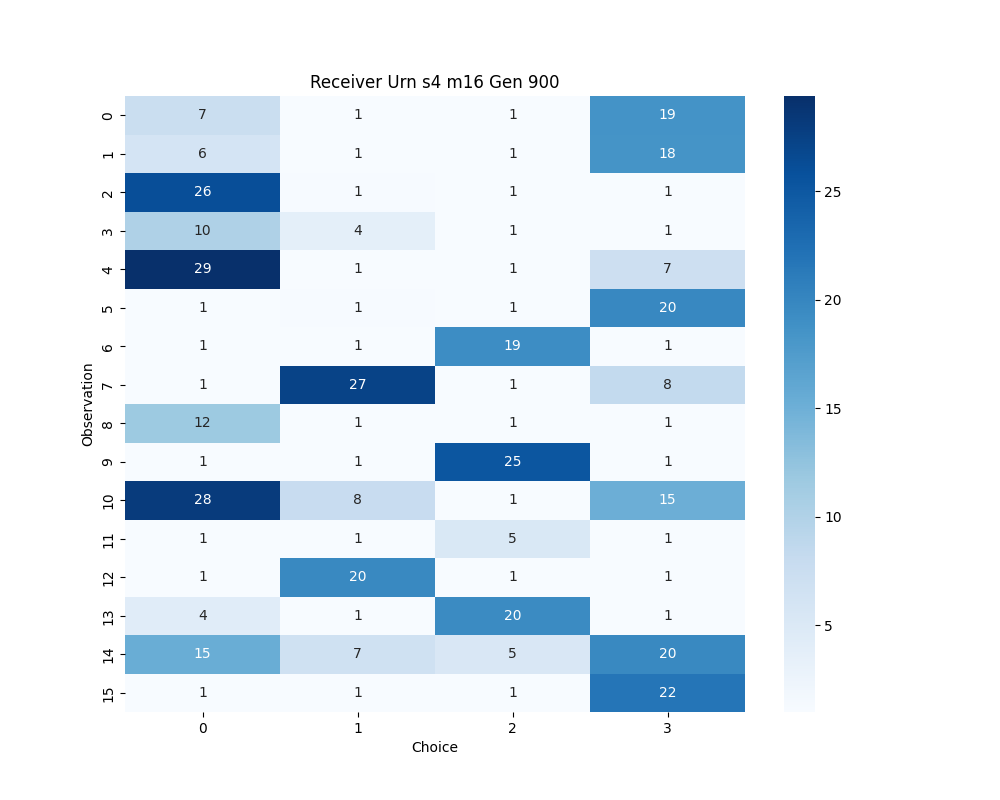 Receiver Urn s4 m16 Gen 900
0 7 1 1 19
1 6 1 1 18
2 26 1 1 1
3 10 4 1 1
4 29 1 1 7
5 1 1 1 20
6 1 1 19 1
7 1 27 1 8
8 12 1 1 1
9 1 1 25 1
10 28 8 1 15
11 1 1 5 1
12 1 20 1 1
13 4 1 20 1
14 15 7 5 20
15 1 1 1 22
0 1 2 3
Choice
Observation
25
20
15
10
5